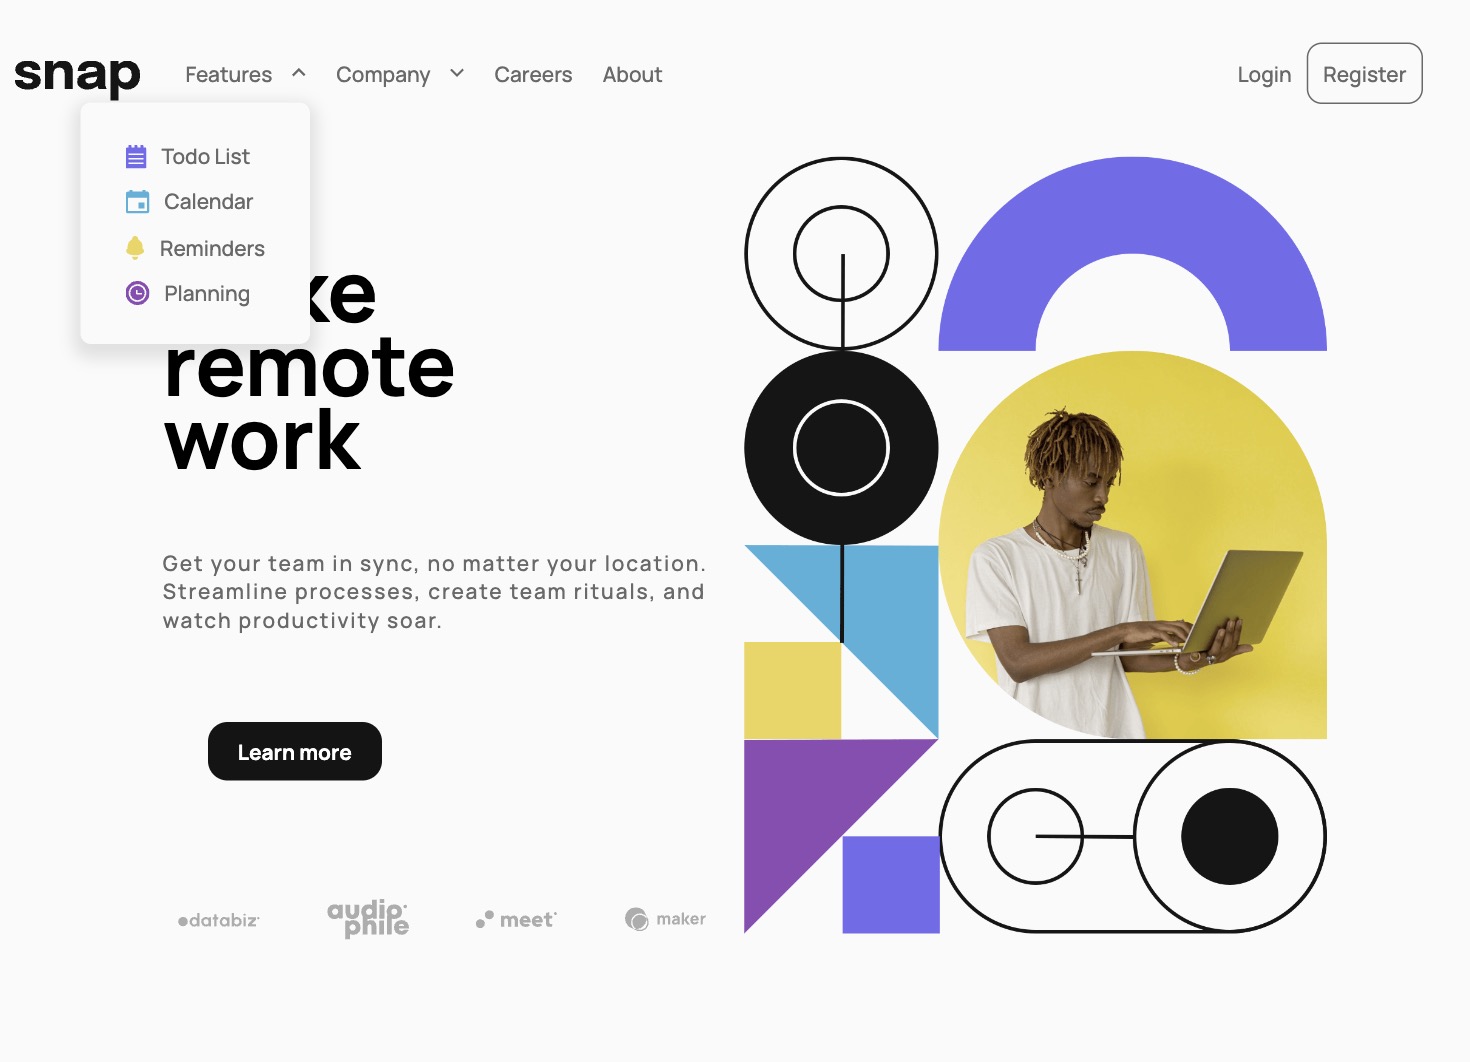 snap
Features
Company
Careers
About
Login
Register
Todo List
Calendar
Reminders
Planning
ke
remote
work
Get your team in sync, no matter your location.
Streamline processes, create team rituals, and
watch productivity soar.
Learn more
databiz
audio
phile
meet
maker